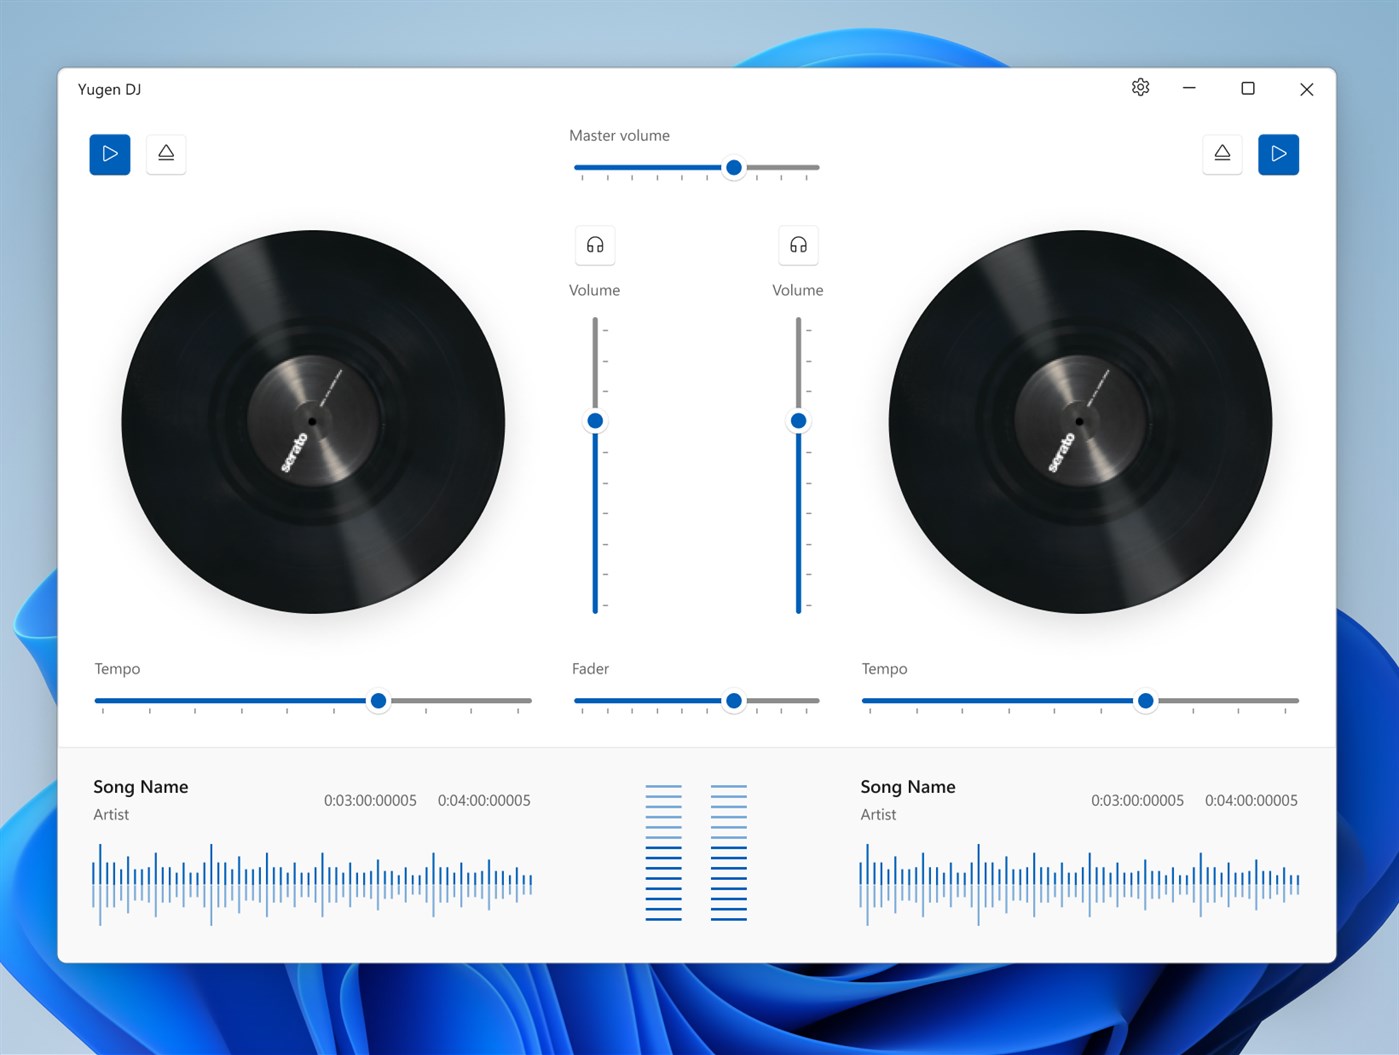 Yugen DJ
Master volume
Volume
Volume
serato
serato
Tempo
Fader
Tempo
Song Name
Artist
0:03:00:00005 0:04:00:00005
Song Name
Artist
0:03:00:00005 0:04:00:00005